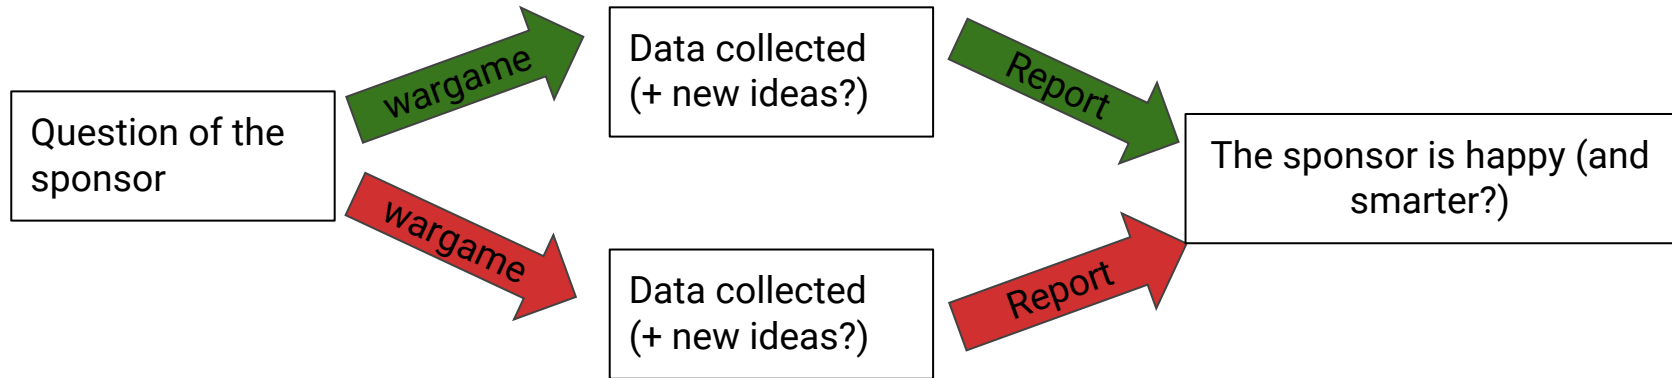 Question of the
sponsor
wargame
Data collected
(+ new ideas?)
Report
wargame
Data collected
(+ new ideas?)
Report
The sponsor is happy (and
smarter?)